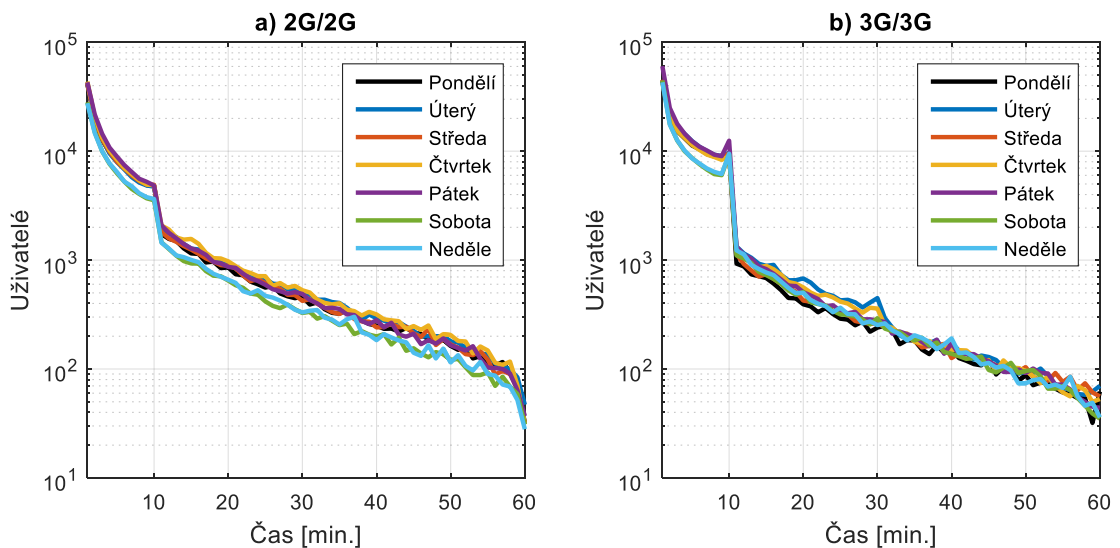 a) 2G/2G
10^5
10^4
10^3
10^2
10^1
Uživatelé
Pondělí
Úterý
Středa
Čtvrtek
Pátek
Sobota
Neděle
10 20 30 40 50 60
Čas [min.]
b) 3G/3G
10^5
10^4
10^3
10^2
10^1
Uživatelé
Pondělí
Úterý
Středa
Čtvrtek
Pátek
Sobota
Neděle
10 20 30 40 50 60
Čas [min.]